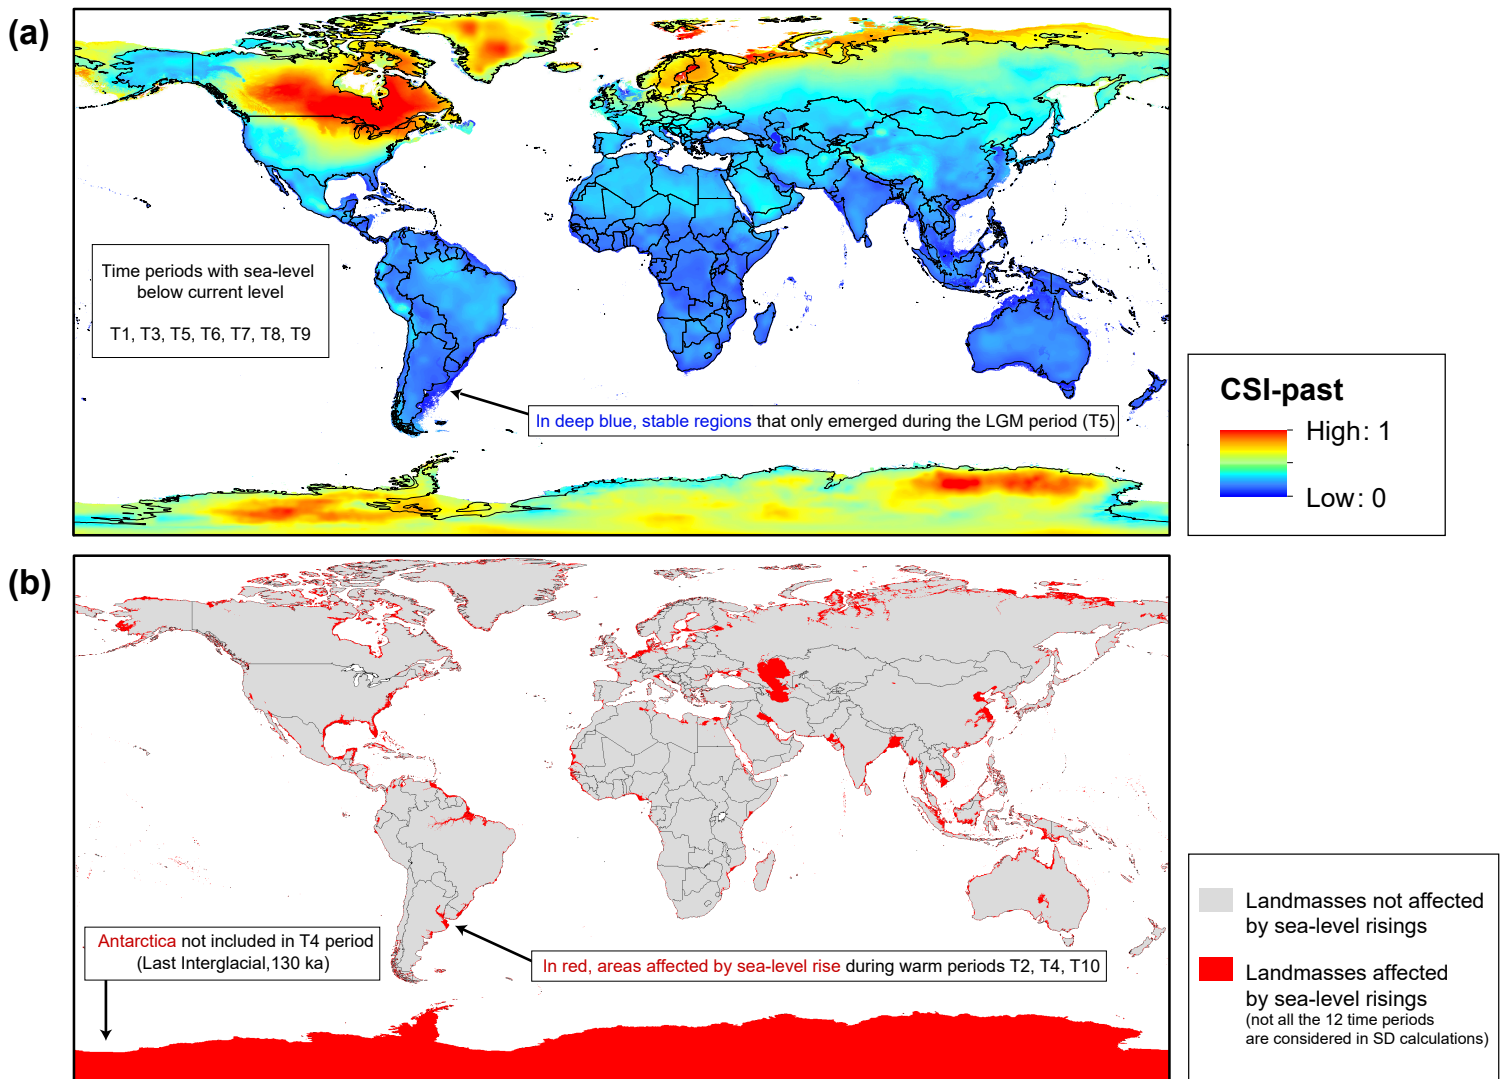 (a)
Time periods with sea-level
below current level
T1, T3, T5, T6, T7, T8, T9
In deep blue, stable regions that only emerged during the LGM period (T5)
CSI-past
High: 1
Low: 0
(b)
Antarctica not included in T4 period
(Last Interglacial,130 ka)
In red, areas affected by sea-level rise during warm periods T2, T4, T10
Landmasses not affected
by sea-level risings
Landmasses affected
by sea-level risings
(not all the 12 time periods
are considered in SD calculations)